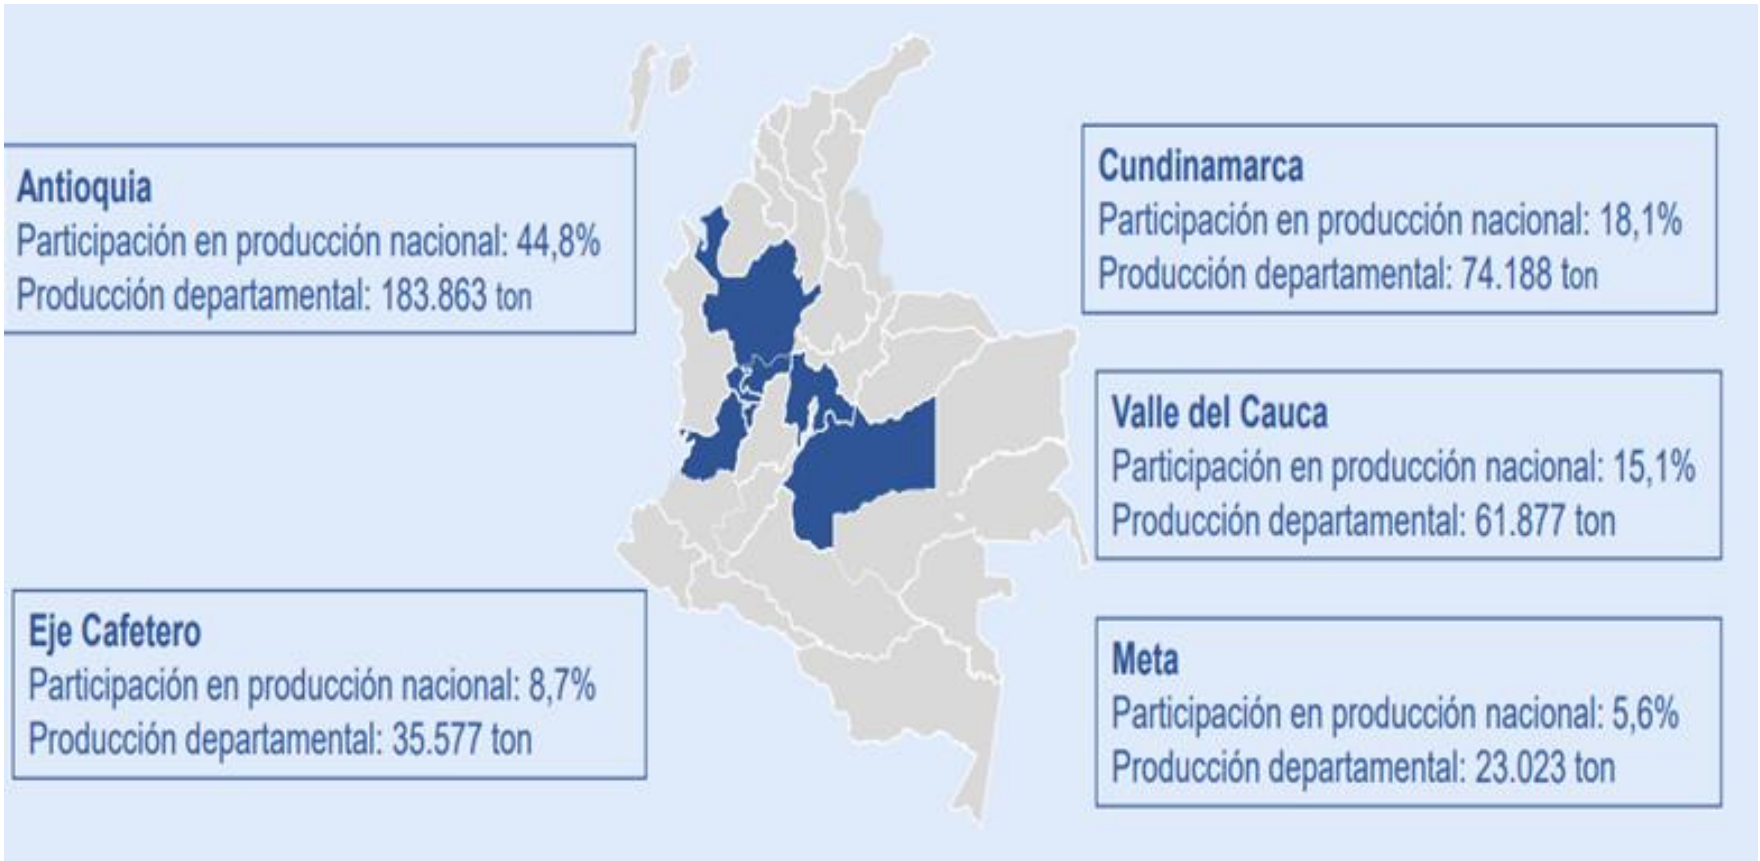 Antioquia
Participación en producción nacional: 44,8%
Producción departamental: 183.863 ton
Eje Cafetero
Participación en producción nacional: 8,7%
Producción departamental: 35.577 ton
Cundinamarca
Participación en producción nacional: 18,1%
Producción departamental: 74.188 ton
Valle del Cauca
Participación en producción nacional: 15,1%
Producción departamental: 61.877 ton
Meta
Participación en producción nacional: 5,6%
Producción departamental: 23.023 ton